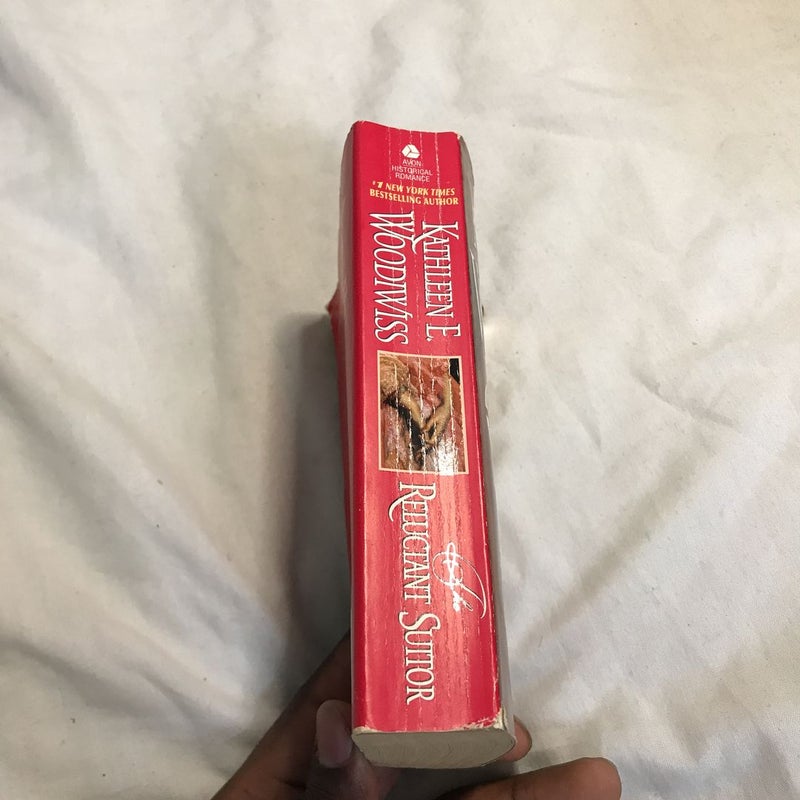 AVON
HISTORICAL
ROMANCE
#1 NEW YORK TIMES
BESTSELLING AUTHOR
KATHLEEN E.
WOODIWISS
The
RELUCTANT SUITOR